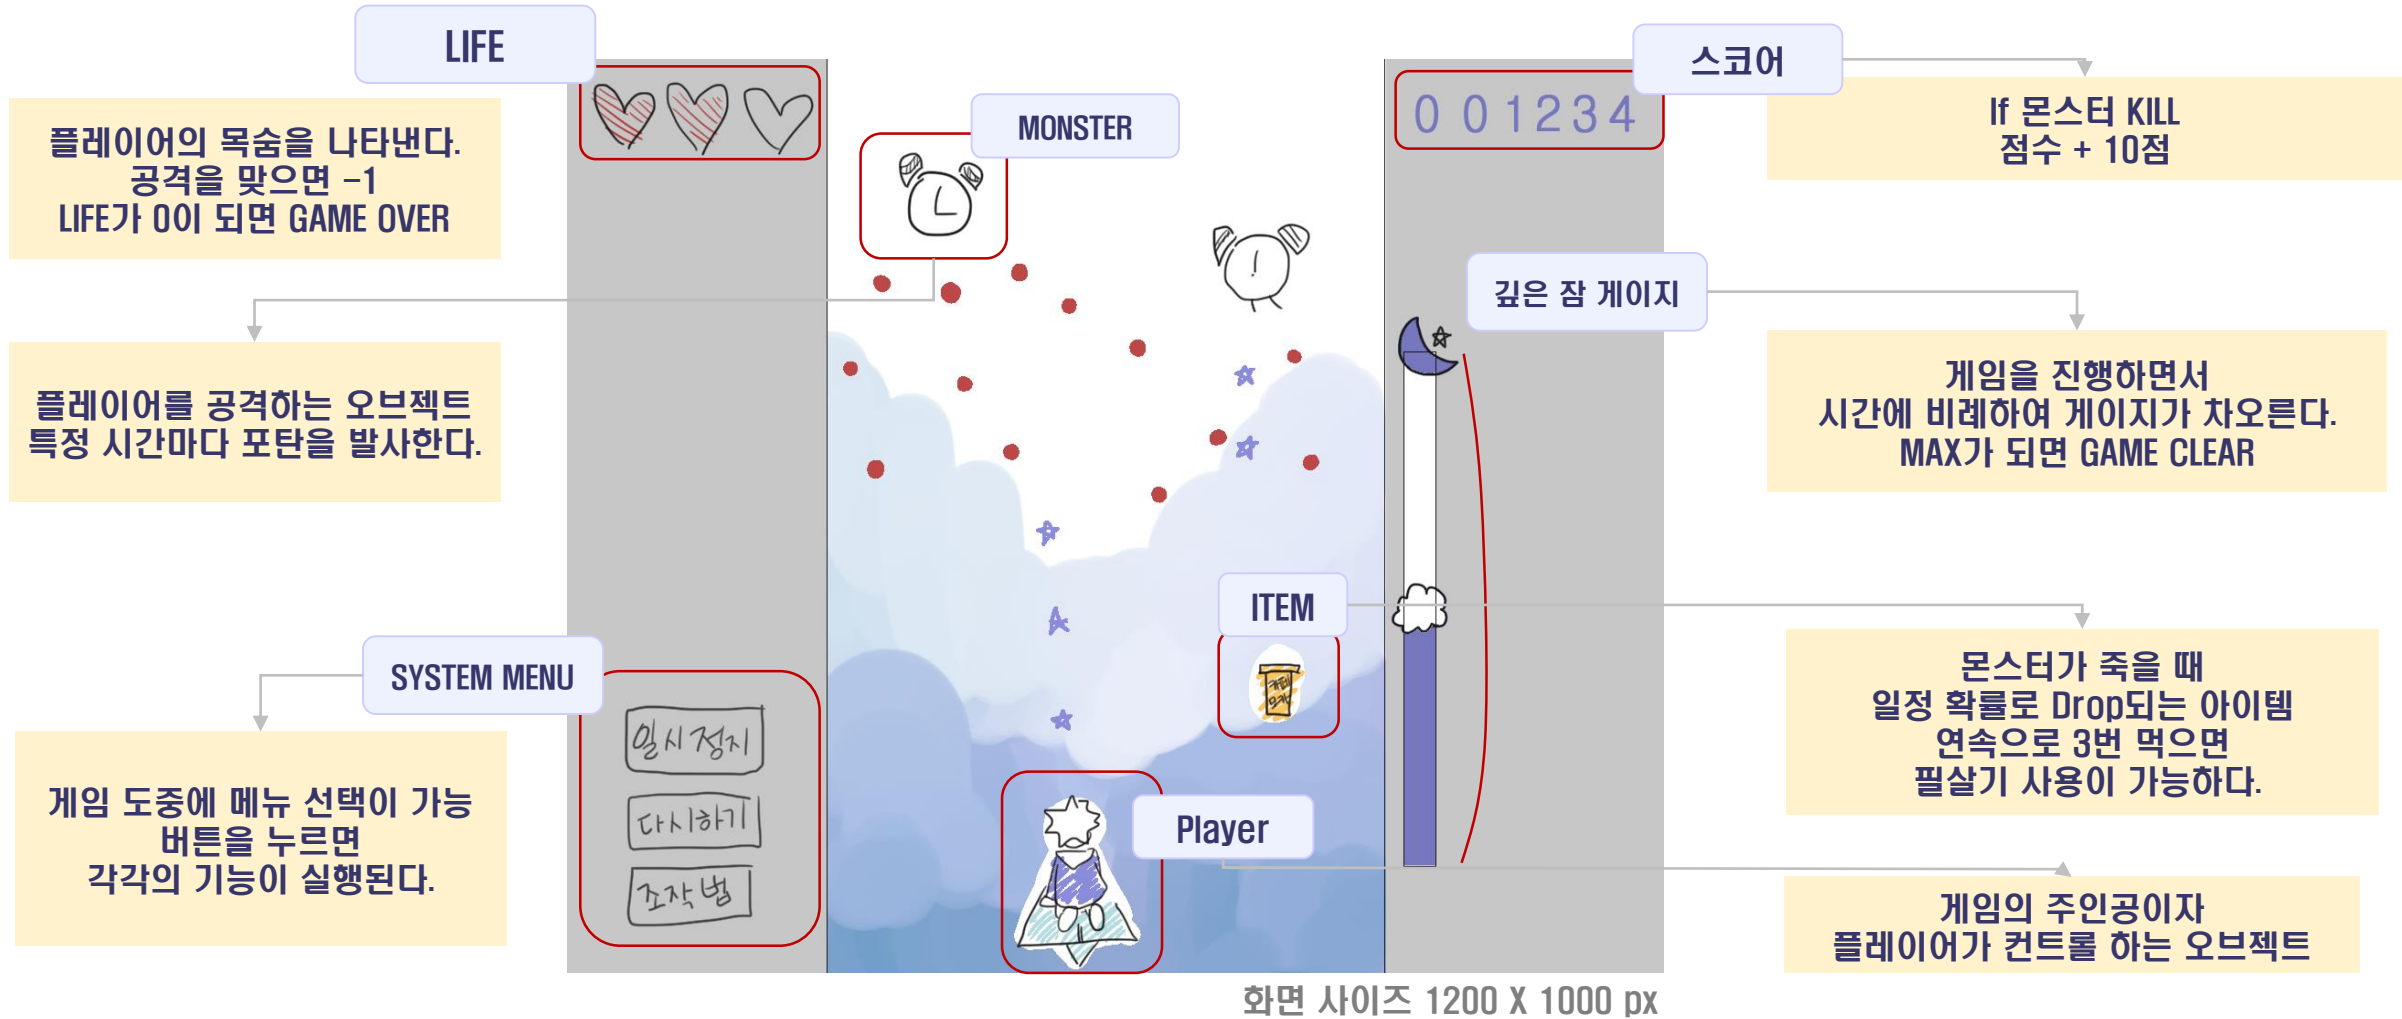 LIFE
플레이어의 목숨을 나타낸다.
공격을 맞으면 -1
LIFE가 0이 되면 GAME OVER
MONSTER
플레이어를 공격하는 오브젝트
특정 시간마다 포탄을 발사한다.
SYSTEM MENU
게임 도중에 메뉴 선택이 가능
버튼을 누르면
각각의 기능이 실행된다.
일시정지
다시하기
조작법
스코어
001234
If 몬스터 KILL
점수 + 10점
깊은 잠 게이지
게임을 진행하면서
시간에 비례하여 게이지가 차오른다.
MAX가 되면 GAME CLEAR
ITEM
카페
모카
몬스터가 죽을 때
일정 확률로 Drop되는 아이템
연속으로 3번 먹으면
필살기 사용이 가능하다.
Player
게임의 주인공이자
플레이어가 컨트롤 하는 오브젝트
화면 사이즈 1200 X 1000 px